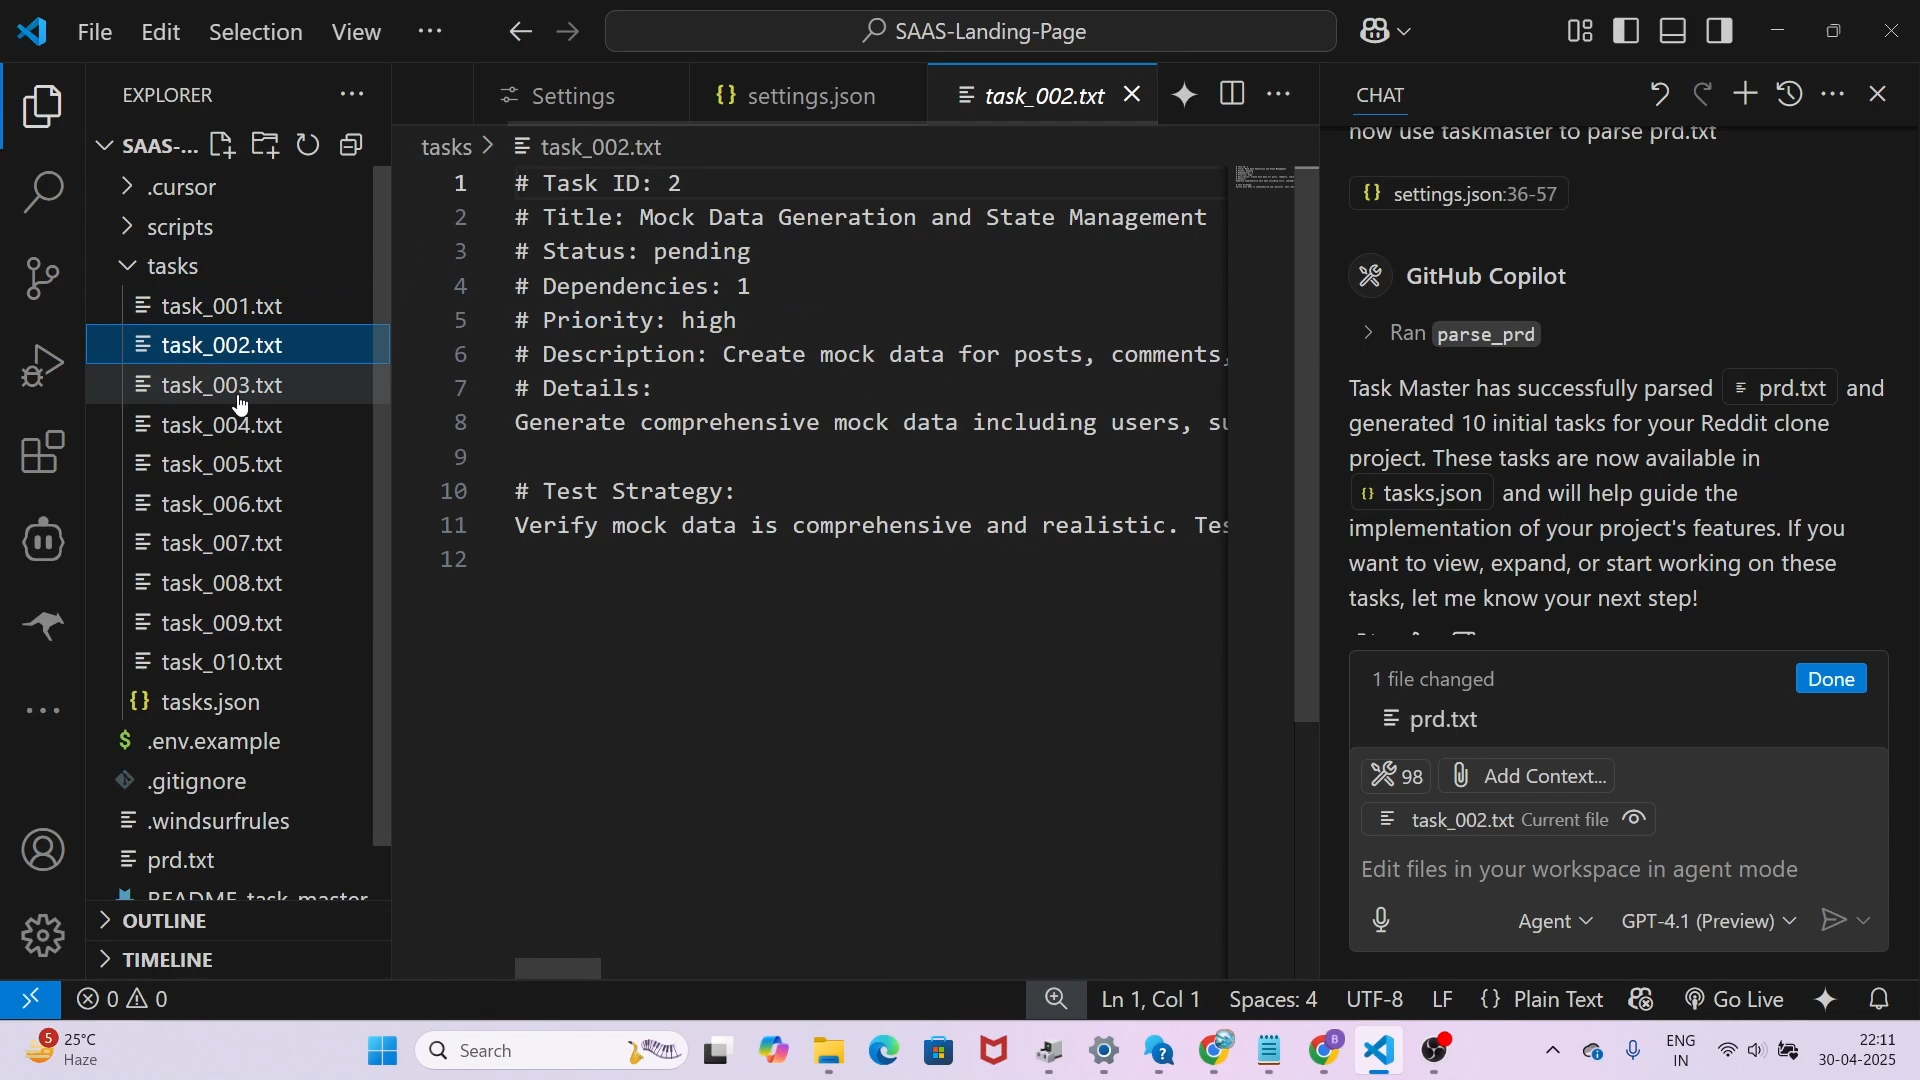 File Edit Selection View
SAAS-Landing-Page
EXPLORER
SAAS-...
.cursor
scripts
tasks
task_001.txt
task_002.txt
task_003.txt
task_004.txt
task_005.txt
task_006.txt
task_007.txt
task_008.txt
task_009.txt
task_010.txt
tasks.json
.env.example
.gitignore
.windsurfrules
prd.txt
README-task-master
OUTLINE
TIMELINE
Settings
settings.json
task_002.txt
tasks > task_002.txt
1 # Task ID: 2
2 # Title: Mock Data Generation and State Management
3 # Status: pending
4 # Dependencies: 1
5 # Priority: high
6 # Description: Create mock data for posts, comments,
7 # Details:
8 Generate comprehensive mock data including users, su
9
10 # Test Strategy:
11 Verify mock data is comprehensive and realistic. Tes
12
CHAT
now use taskmaster to parse prd.txt
{} settings.json:36-57
GitHub Copilot
> Ran parse_prd
Task Master has successfully parsed prd.txt and
generated 10 initial tasks for your Reddit clone
project. These tasks are now available in
{} tasks.json and will help guide the
implementation of your project's features. If you
want to view, expand, or start working on these
tasks, let me know your next step!
1 file changed Done
prd.txt
98 Add Context...
task_002.txt Current file
Edit files in your workspace in agent mode
Agent GPT-4.1 (Preview)
0 0
Ln 1, Col 1 Spaces: 4 UTF-8 LF {} Plain Text Go Live
5 25°C
Haze
Search
B
ENG
IN
22:11
30-04-2025